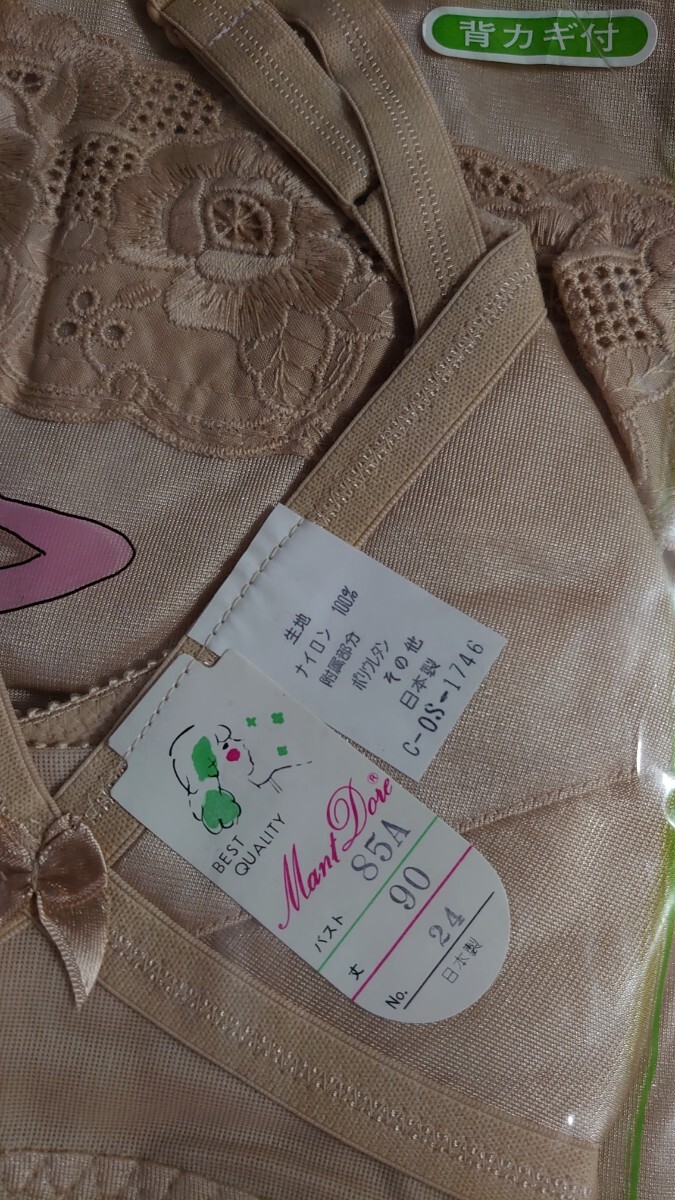 背カギ付
生地
ナイロン 100%
附属部分
ポリウレタン
その他
日本製
C-OS-1746
BEST
QUALITY
Mant Dore®
バスト 85A
丈 90
No. 24
日本製